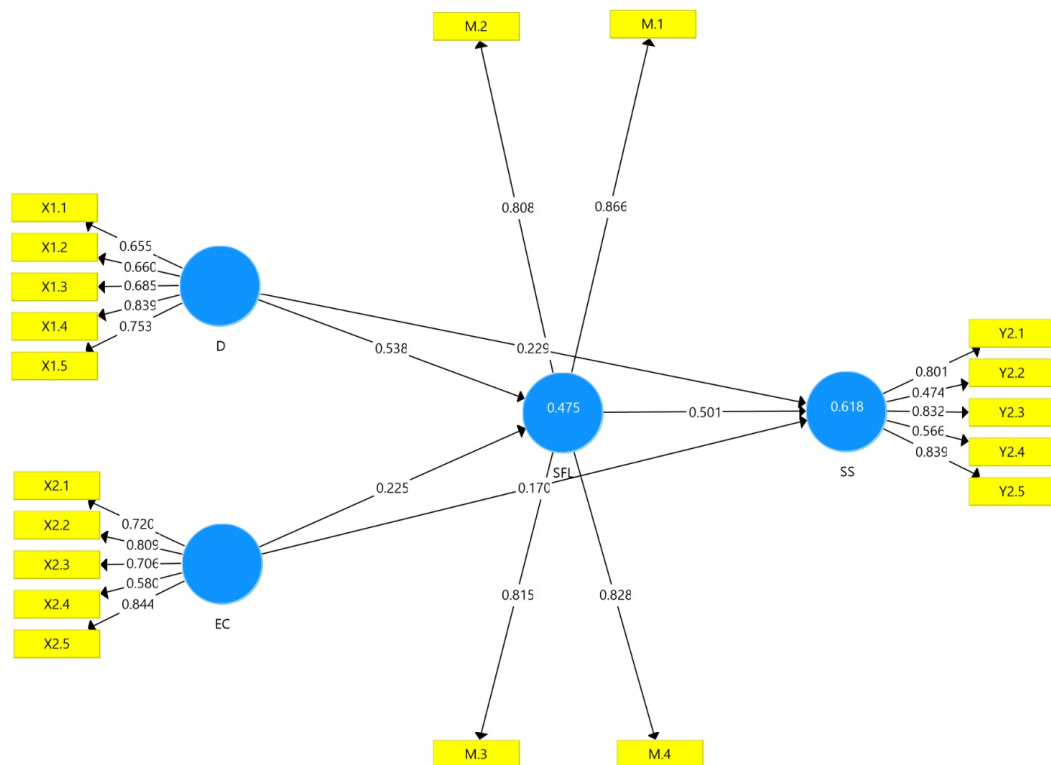 M.2
M.1
0.808
0.866
X1.1
X1.2
X1.3
X1.4
X1.5
0.655
0.660
0.685
0.839
0.753
D
0.538
0.229
0.475
SFL
0.501
0.618
SS
0.801
0.474
0.832
0.566
0.839
Y2.1
Y2.2
Y2.3
Y2.4
Y2.5
X2.1
X2.2
X2.3
X2.4
X2.5
0.720
0.809
0.706
0.580
0.844
EC
0.225
0.170
0.815
0.828
M.3
M.4